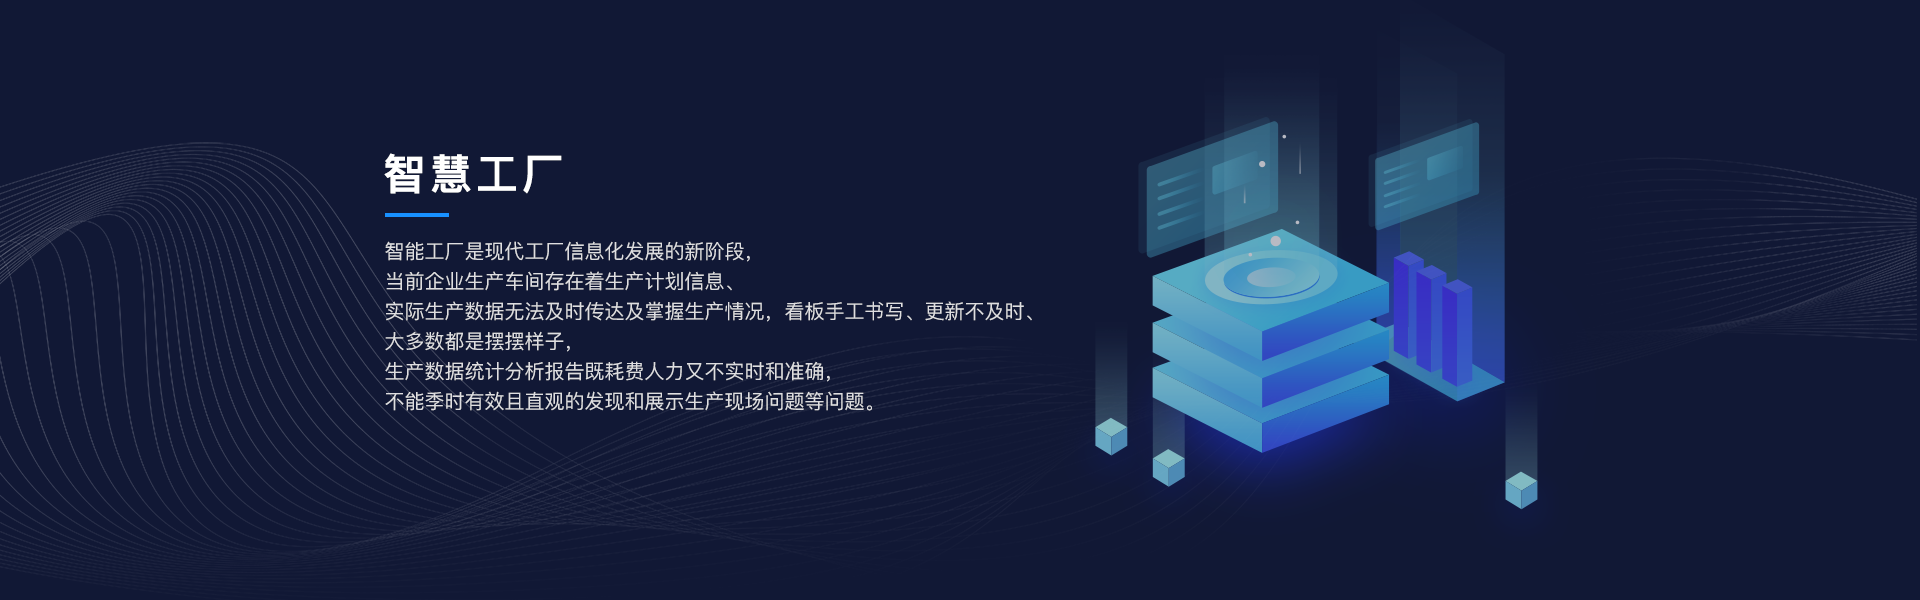 智慧工厂
智能工厂是现代工厂信息化发展的新阶段，
当前企业生产车间存在着生产计划信息、
实际生产数据无法及时传达及掌握生产情况，看板手工书写、更新不及时、
大多数都是摆摆样子，
生产数据统计分析报告既耗费人力又不实时和准确，
不能季时有效且直观的发现和展示生产现场问题等问题。